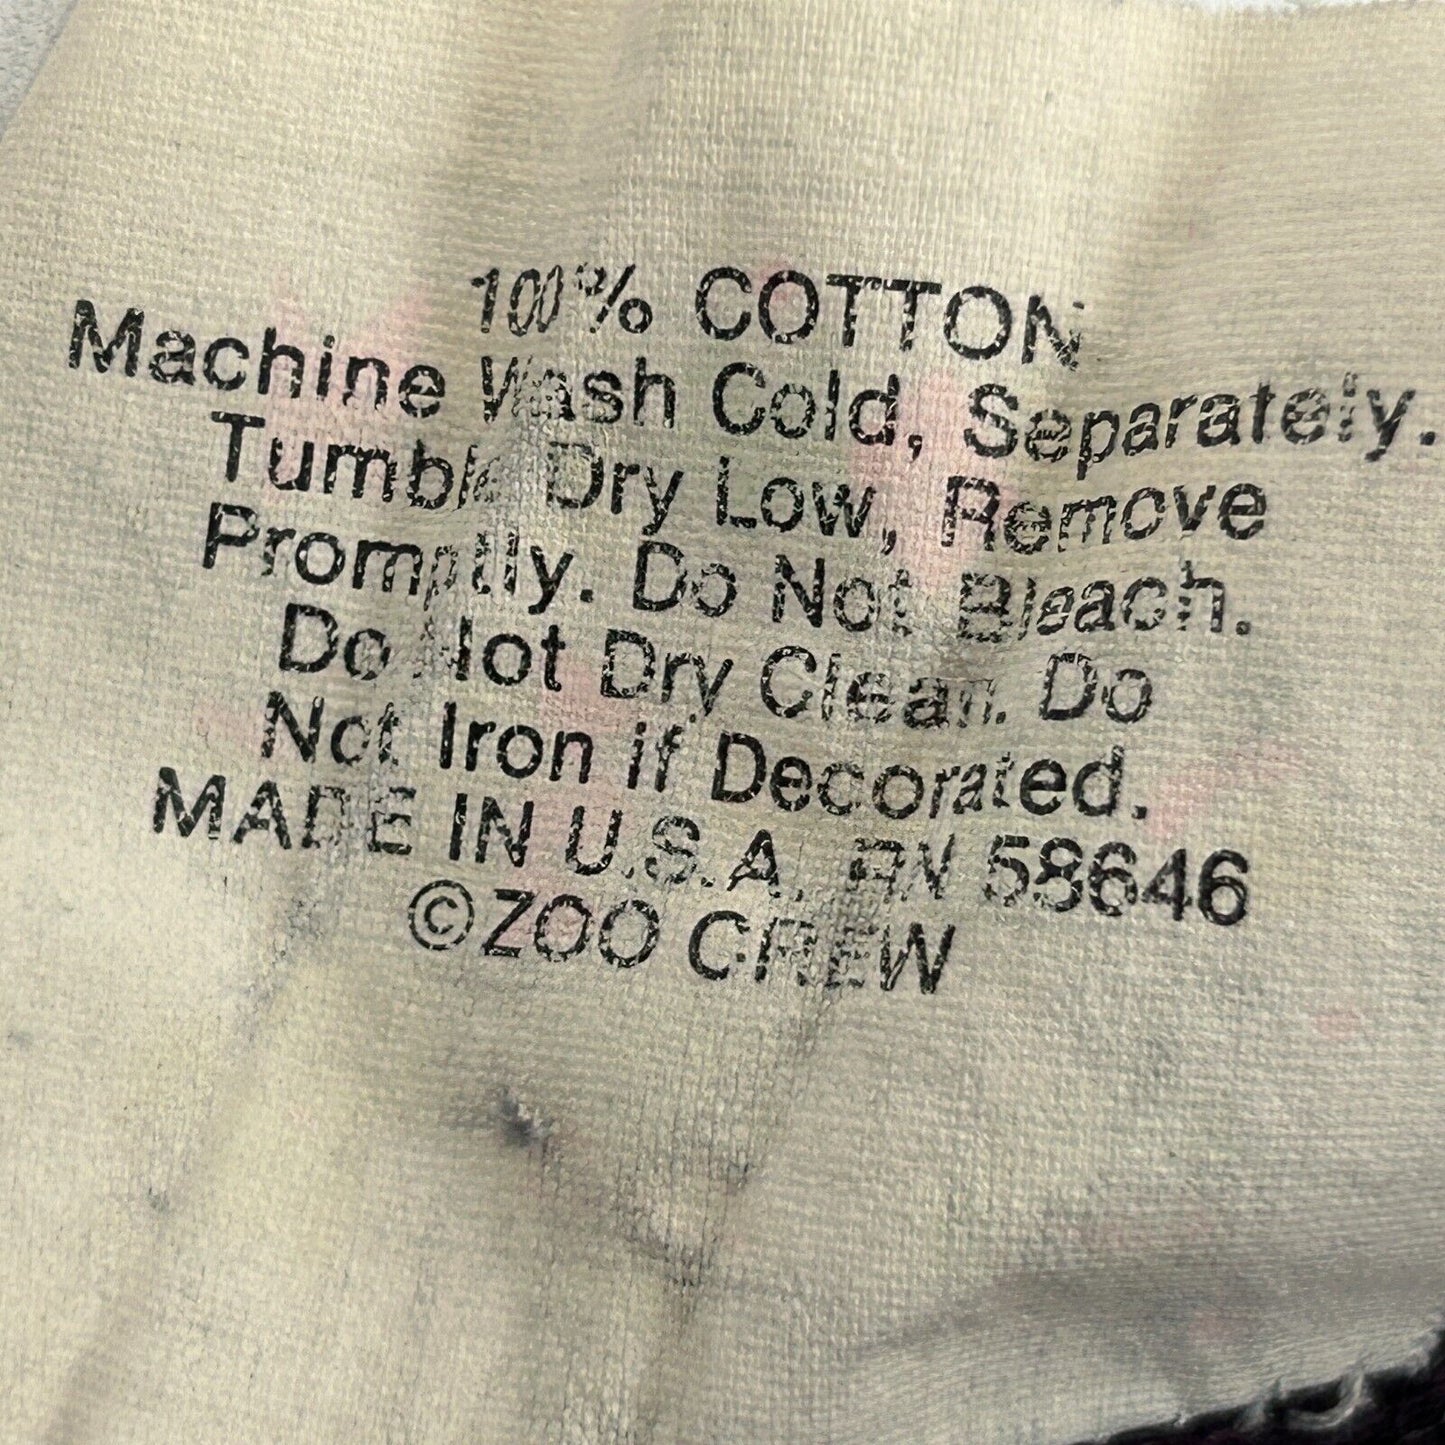 100% COTTON
Machine Wash Cold, Separately.
Tumble Dry Low, Remove
Promptly. Do Not Bleach.
Do Not Dry Clean. Do
Not Iron if Decorated.
MADE IN U.S.A. RN 58646
©ZOO CREW